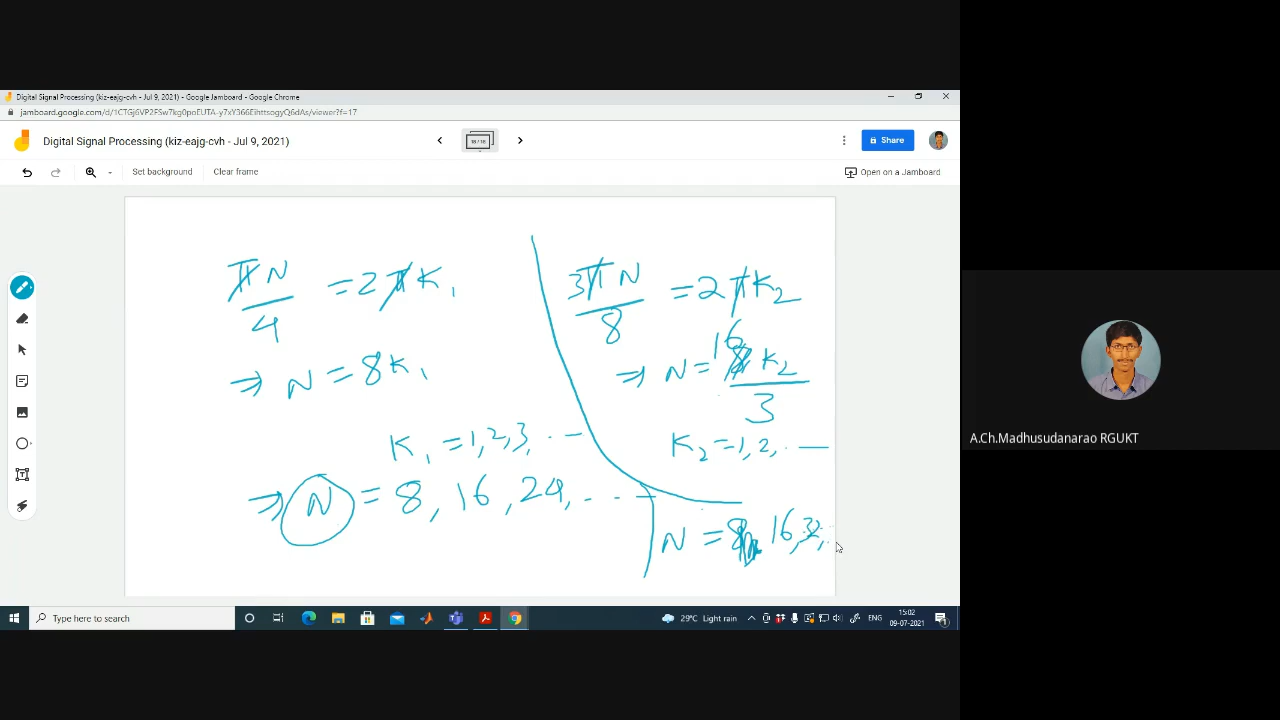 Digital Signal Processing (kiz-eajg-cvh - Jul 9, 2021) - Google Jamboard - Google Chrome
Digital Signal Processing (kiz-eajg-cvh - Jul 9, 2021)
18 / 18
Share
Set background
Clear frame
Open on a Jamboard
πN/4 = 2πK₁
⇒ N = 8K₁
K₁ = 1, 2, 3, ...
⇒ N = 8, 16, 24, ...
3πN/8 = 2πK₂
⇒ N = 16K₂/3
K₂ = 1, 2, ...
N = 16, 32,
A.Ch.Madhusudanarao RGUKT
Type here to search
29°C Light rain
ENG
15:02
09-07-2021